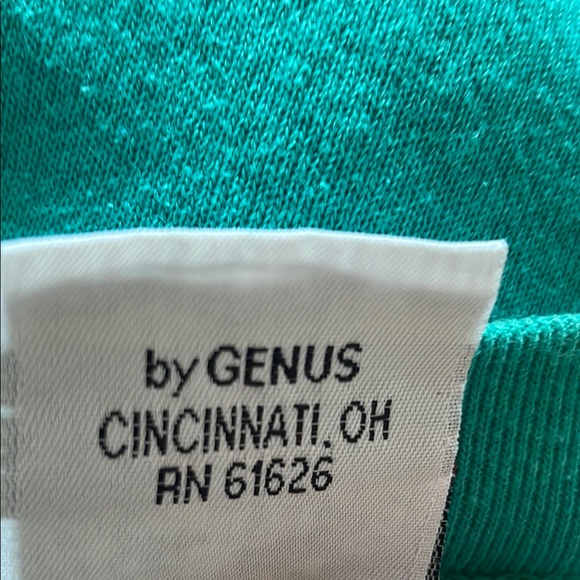 by GENUS
CINCINNATI, OH
RN 61626